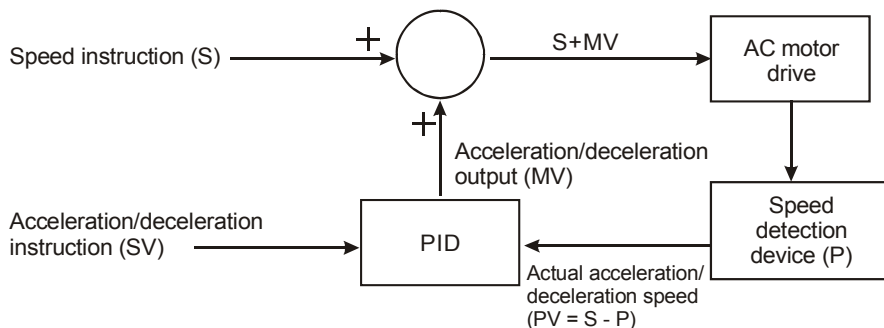 +
Speed instruction (S)
S+MV
AC motor
drive
+
Acceleration/deceleration
output (MV)
Acceleration/deceleration
instruction (SV)
PID
Speed
detection
device (P)
Actual acceleration/
deceleration speed
(PV = S - P)